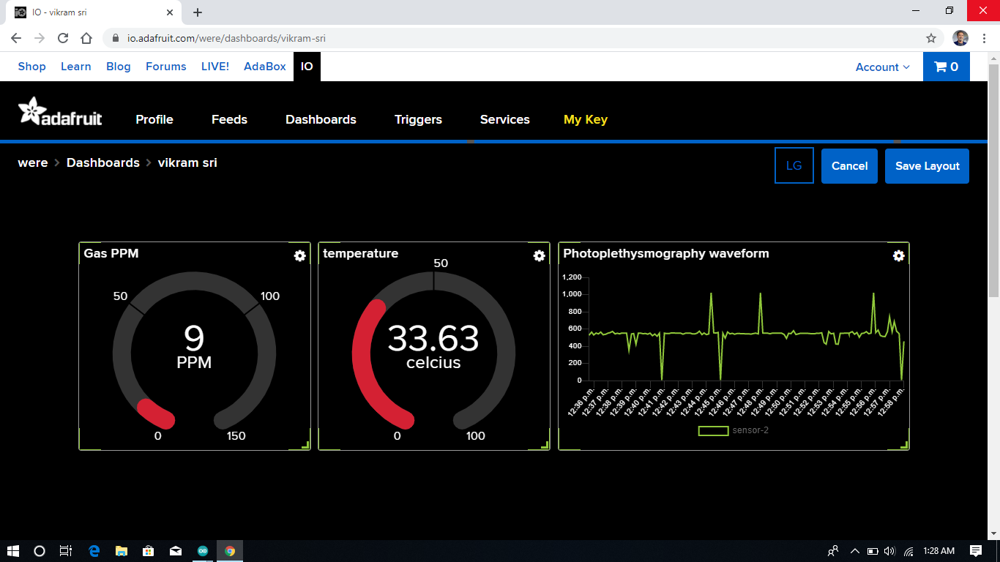 IO - vikram sri
io.adafruit.com/were/dashboards/vikram-sri
Shop Learn Blog Forums LIVE! AdaBox IO Account 0
adafruit Profile Feeds Dashboards Triggers Services My Key
were > Dashboards > vikram sri
LG Cancel Save Layout
Gas PPM
50 100
9
PPM
0 150
temperature
50
33.63
celcius
0 100
Photoplethysmography waveform
1,200
1,000
800
600
400
200
0
12:36 p.m. 12:37 p.m. 12:38 p.m. 12:39 p.m. 12:40 p.m. 12:41 p.m. 12:42 p.m. 12:43 p.m. 12:44 p.m. 12:45 p.m. 12:46 p.m. 12:47 p.m. 12:48 p.m. 12:49 p.m. 12:50 p.m. 12:51 p.m. 12:52 p.m. 12:53 p.m. 12:54 p.m. 12:55 p.m. 12:56 p.m. 12:57 p.m. 12:58 p.m.
sensor-2
1:28 AM